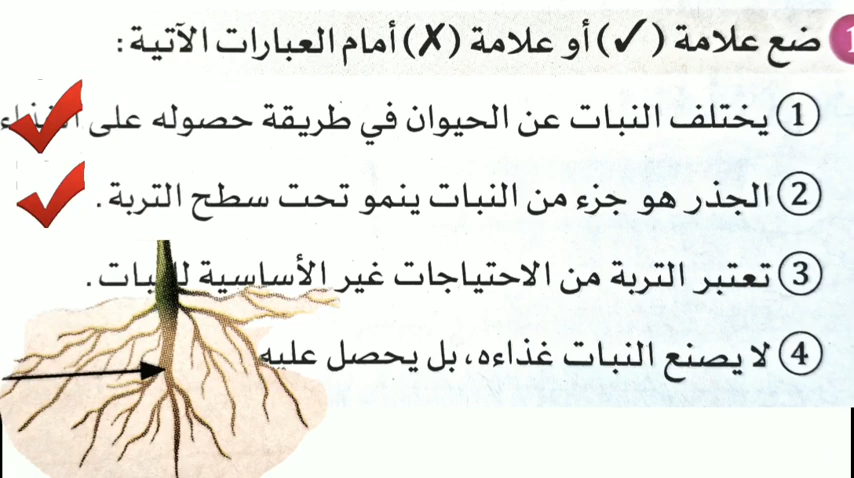 1 ضع علامة (✓) أو علامة (✗) أمام العبارات الآتية:
① يختلف النبات عن الحيوان في طريقة حصوله على
② الجذر هو جزء من النبات ينمو تحت سطح التربة.
③ تعتبر التربة من الاحتياجات غير الأساسية للنبات.
④ لا يصنع النبات غذاءه، بل يحصل عليه